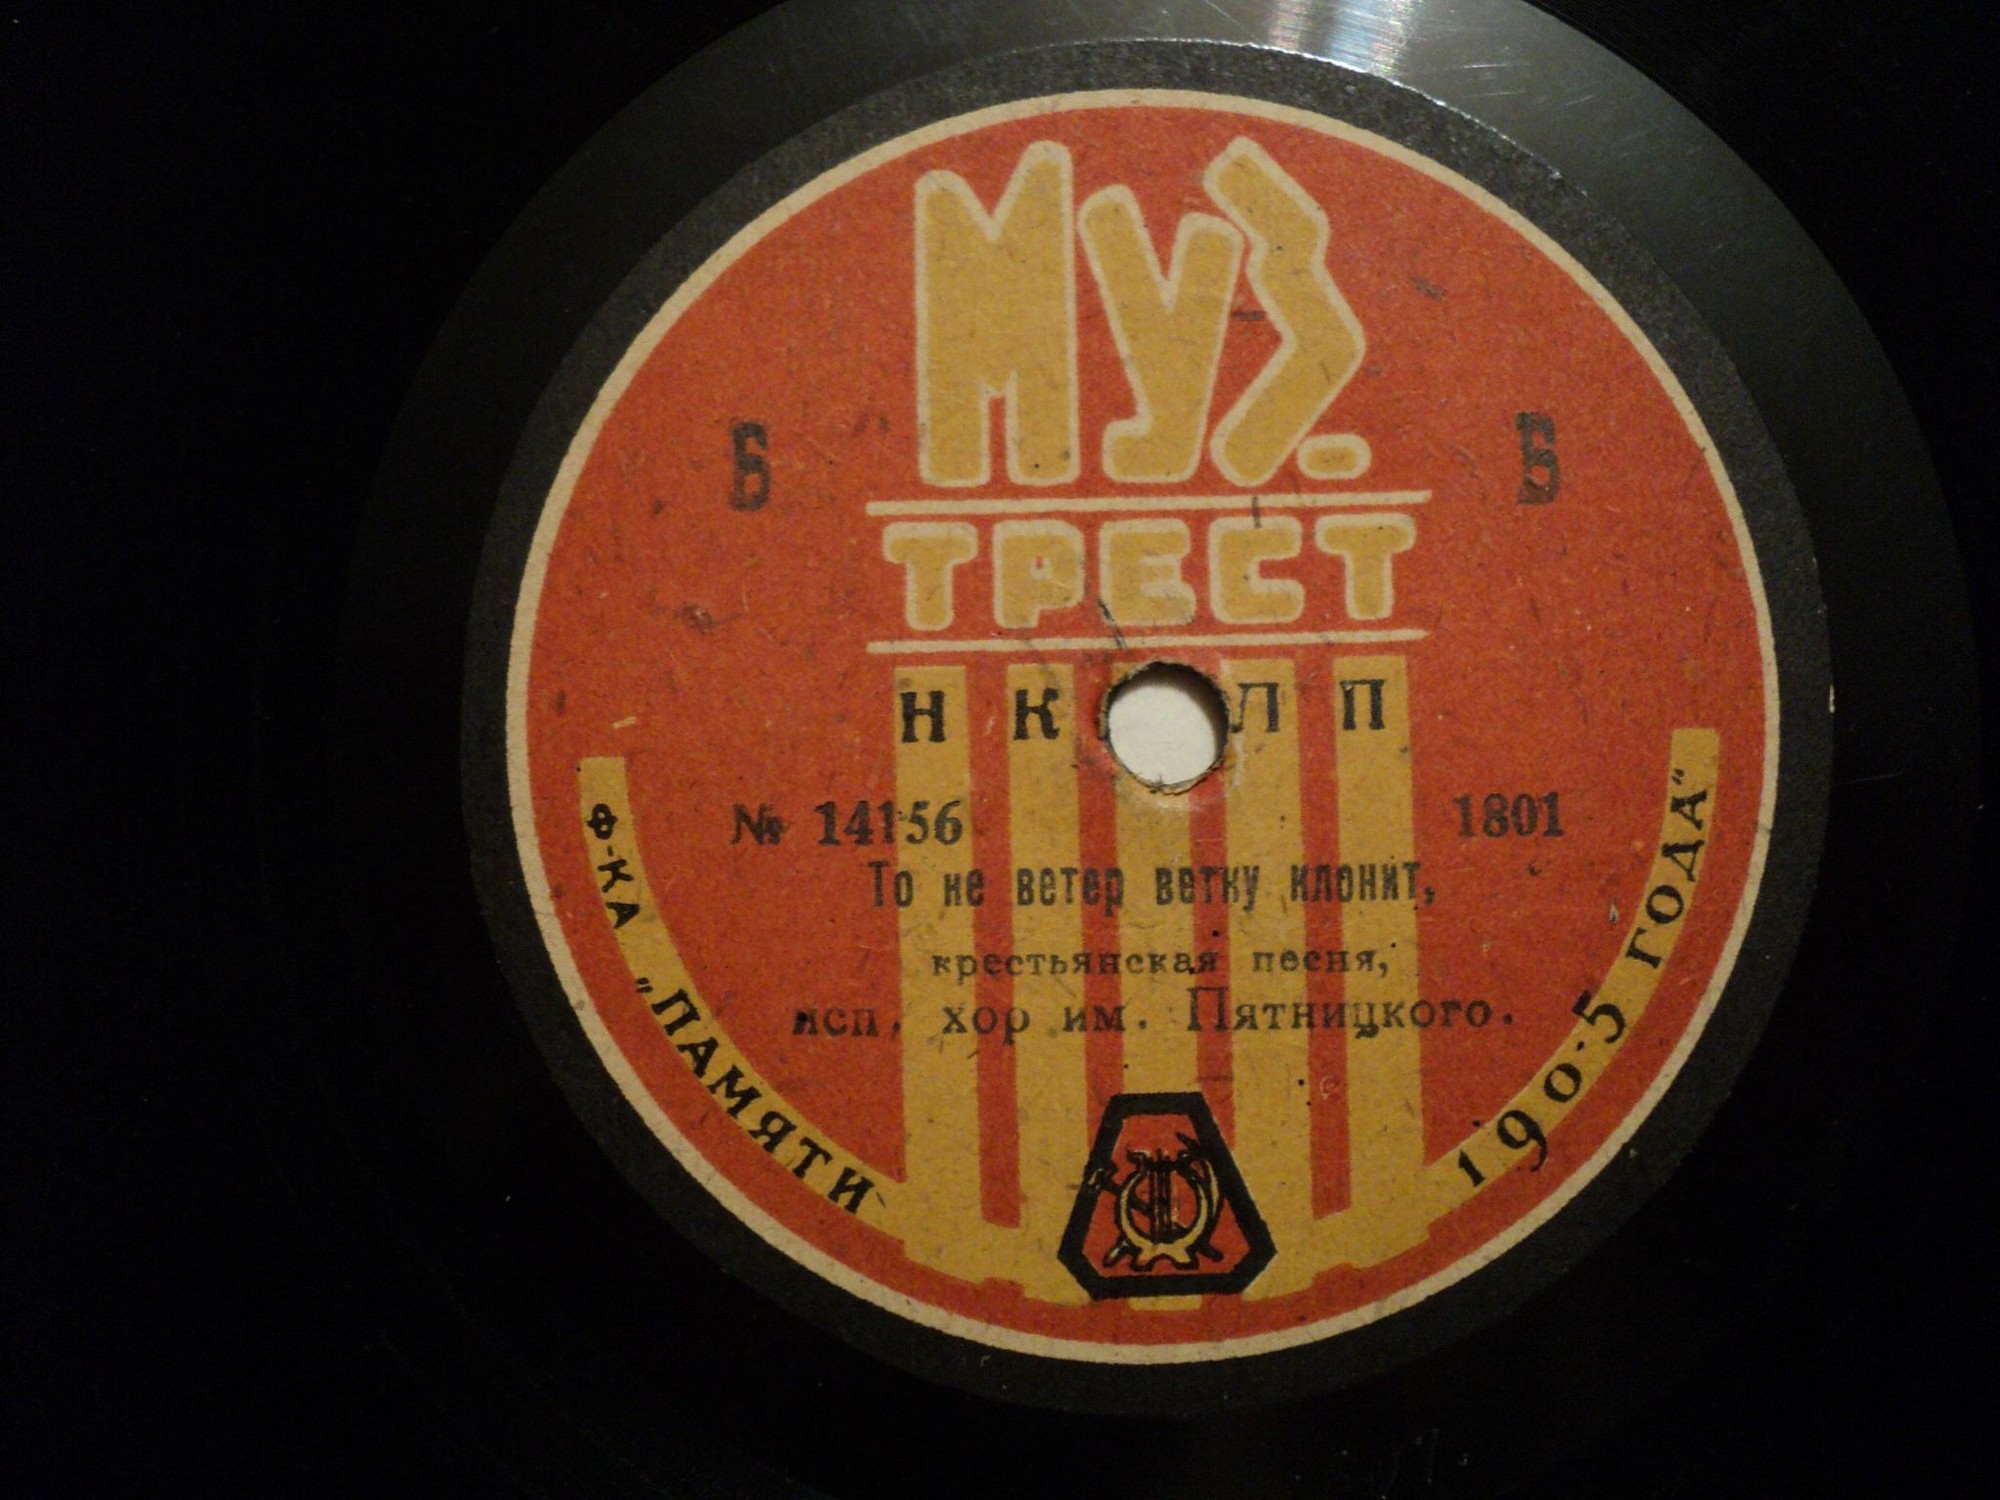 МУЗ.
Б Б
ТРЕСТ
Н К Л П
№ 14156 1801
То не ветер ветку клонит,
крестьянская песня,
исп. хор им. Пятницкого.
Ф-КА „ПАМЯТИ 1905 ГОДА"